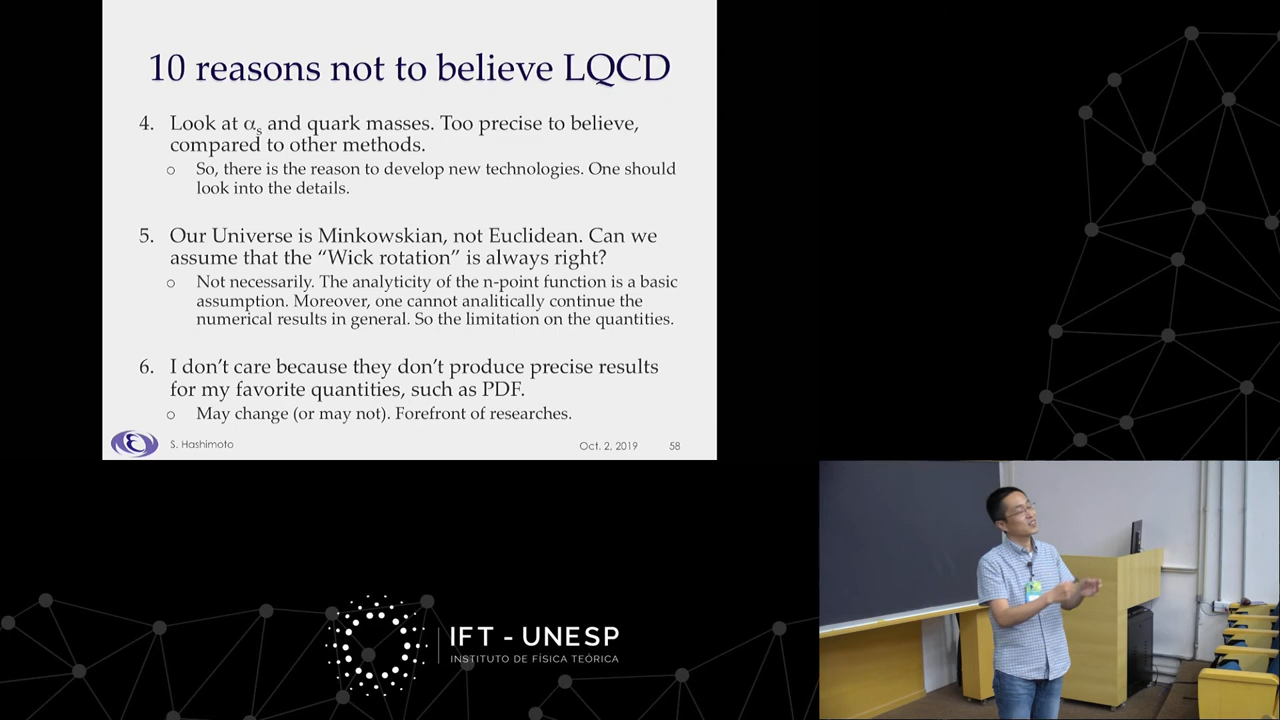 10 reasons not to believe LQCD
4. Look at αs and quark masses. Too precise to believe,
compared to other methods.
o So, there is the reason to develop new technologies. One should
look into the details.
5. Our Universe is Minkowskian, not Euclidean. Can we
assume that the “Wick rotation” is always right?
o Not necessarily. The analyticity of the n-point function is a basic
assumption. Moreover, one cannot analitically continue the
numerical results in general. So the limitation on the quantities.
6. I don’t care because they don’t produce precise results
for my favorite quantities, such as PDF.
o May change (or may not). Forefront of researches.
S. Hashimoto
Oct. 2, 2019
58
IFT - UNESP
INSTITUTO DE FÍSICA TEÓRICA